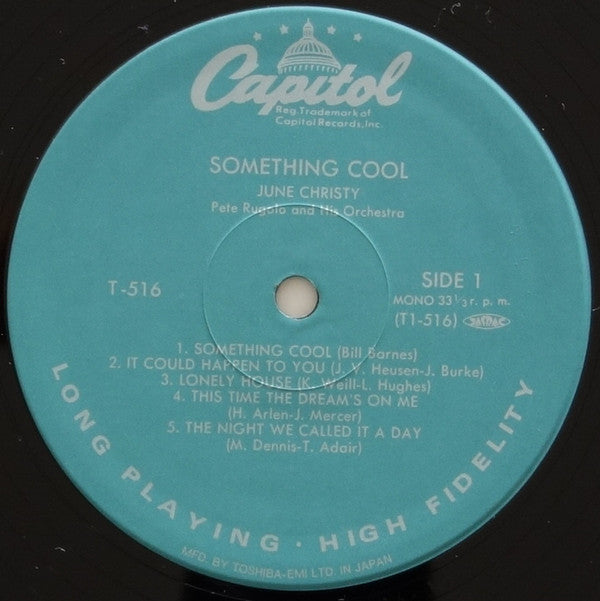 Capitol
Reg. Trademark of
Capitol Records, Inc.
SOMETHING COOL
JUNE CHRISTY
Pete Rugolo and His Orchestra
T-516
SIDE 1
MONO 33 1/3 r. p. m.
(T1-516)
1. SOMETHING COOL (Bill Barnes)
2. IT COULD HAPPEN TO YOU (J. V. Heusen-J. Burke)
3. LONELY HOUSE (K. Weill-L. Hughes)
4. THIS TIME THE DREAM'S ON ME
(H. Arlen-J. Mercer)
5. THE NIGHT WE CALLED IT A DAY
(M. Dennis-T. Adair)
LONG PLAYING · HIGH FIDELITY
MFD. BY TOSHIBA-EMI LTD. IN JAPAN